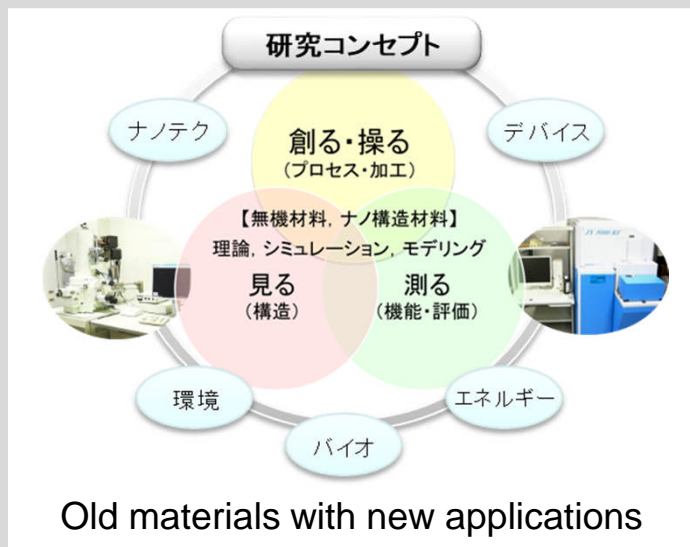 研究コンセプト
ナノテク
デバイス
創る・操る
(プロセス・加工)
【無機材料, ナノ構造材料】
理論, シミュレーション, モデリング
見る
(構造)
測る
(機能・評価)
環境
エネルギー
バイオ
Old materials with new applications